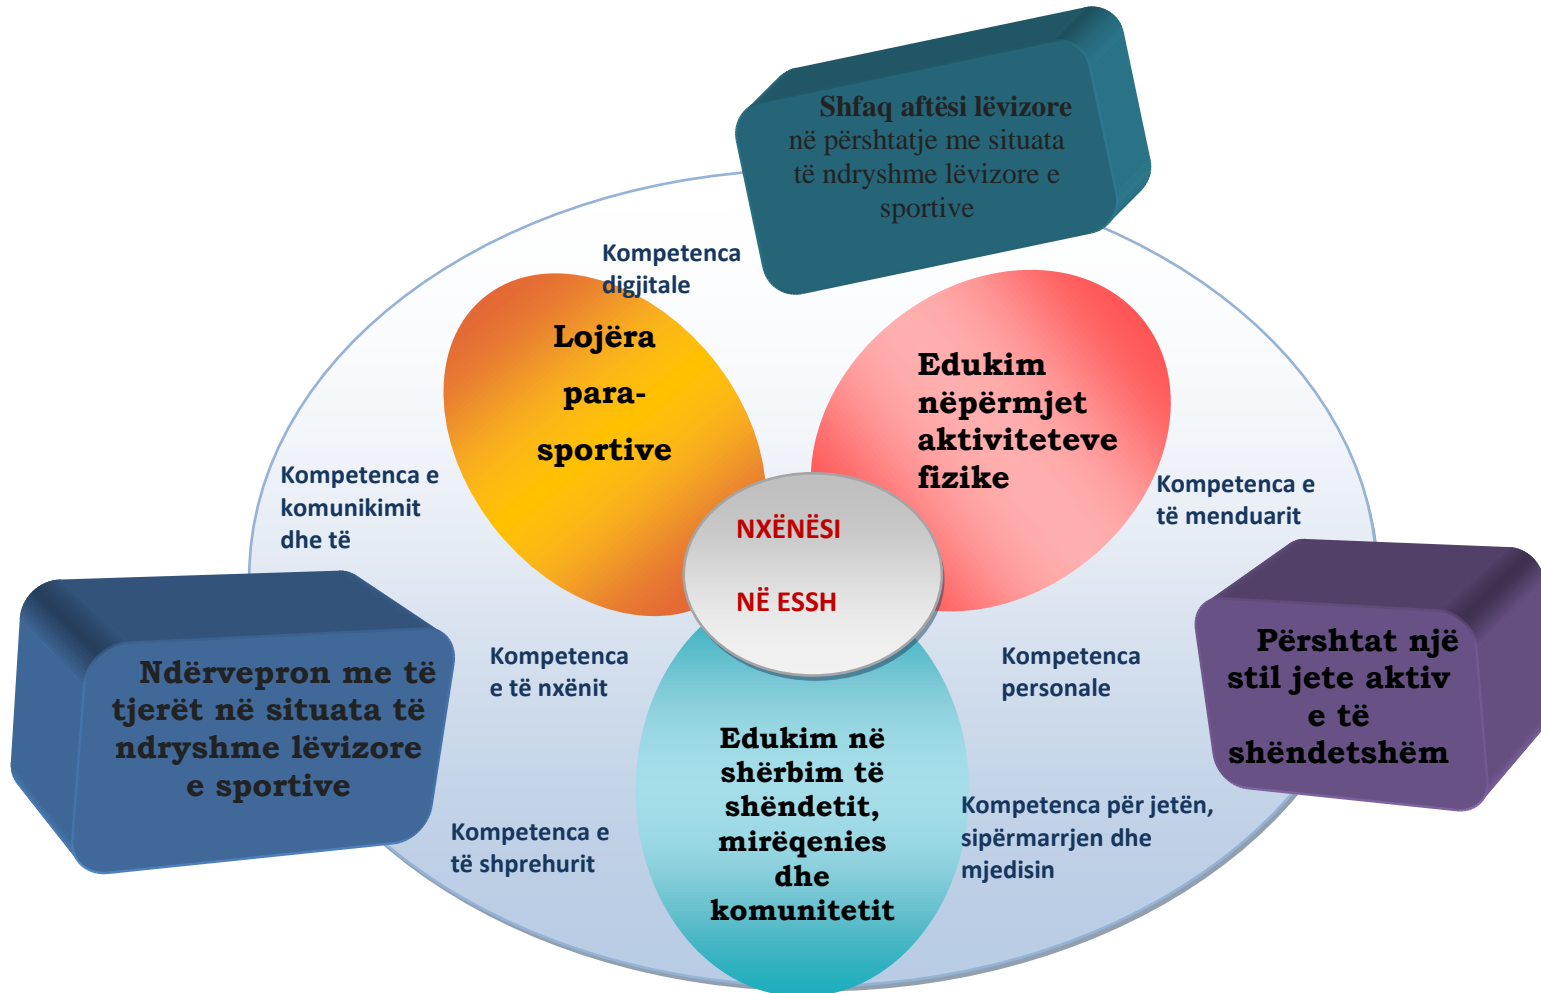 Shfaq aftësi lëvizore
në përshtatje me situata
të ndryshme lëvizore e
sportive
Kompetenca
digjitale
Lojëra
para-
sportive
Edukim
nëpërmjet
aktiviteteve
fizike
Kompetenca e
komunikimit
dhe të
Kompetenca e
të menduarit
NXËNËSI
NË ESSH
Ndërvepron me të
tjerët në situata të
ndryshme lëvizore
e sportive
Kompetenca
e të nxënit
Kompetenca
personale
Përshtat një
stil jete aktiv
e të
shëndetshëm
Edukim në
shërbim të
shëndetit,
mirëqenies
dhe
komunitetit
Kompetenca e
të shprehurit
Kompetenca për jetën,
sipërmarrjen dhe
mjedisin